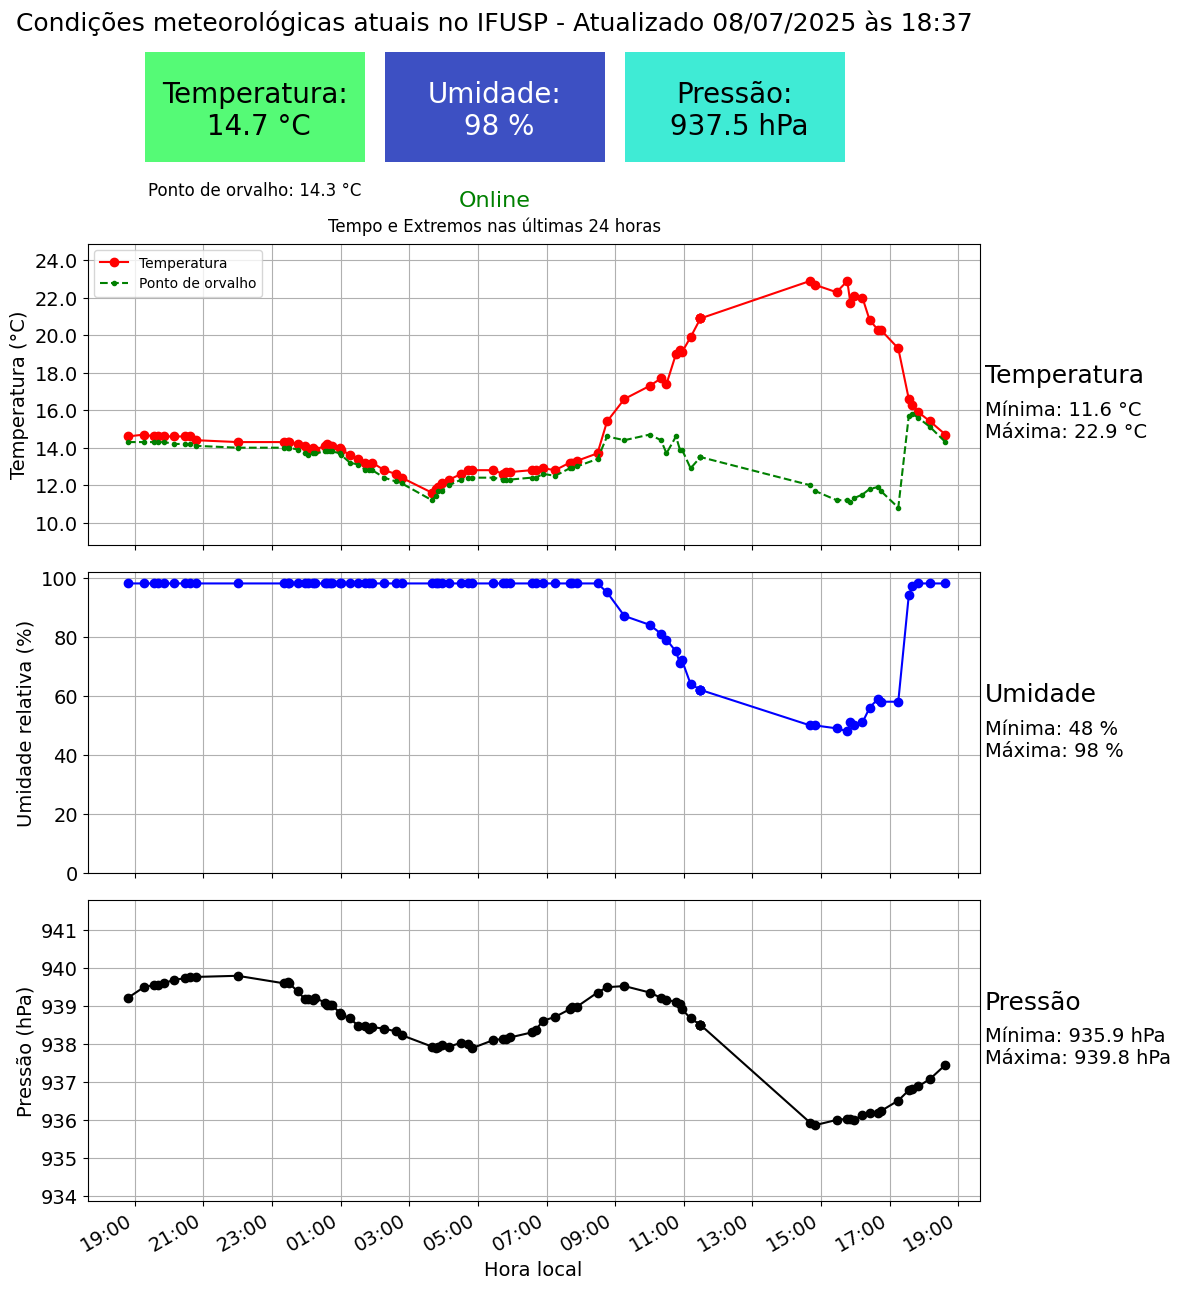 Condições meteorológicas atuais no IFUSP - Atualizado 08/07/2025 às 18:37
Temperatura:
14.7 °C
Umidade:
98 %
Pressão:
937.5 hPa
Ponto de orvalho: 14.3 °C
Online
Tempo e Extremos nas últimas 24 horas
Temperatura (°C)
24.0
22.0
20.0
18.0
16.0
14.0
12.0
10.0
Temperatura
Ponto de orvalho
Temperatura
Mínima: 11.6 °C
Máxima: 22.9 °C
Umidade relativa (%)
100
80
60
40
20
0
Umidade
Mínima: 48 %
Máxima: 98 %
Pressão (hPa)
941
940
939
938
937
936
935
934
Pressão
Mínima: 935.9 hPa
Máxima: 939.8 hPa
19:00 21:00 23:00 01:00 03:00 05:00 07:00 09:00 11:00 13:00 15:00 17:00 19:00
Hora local